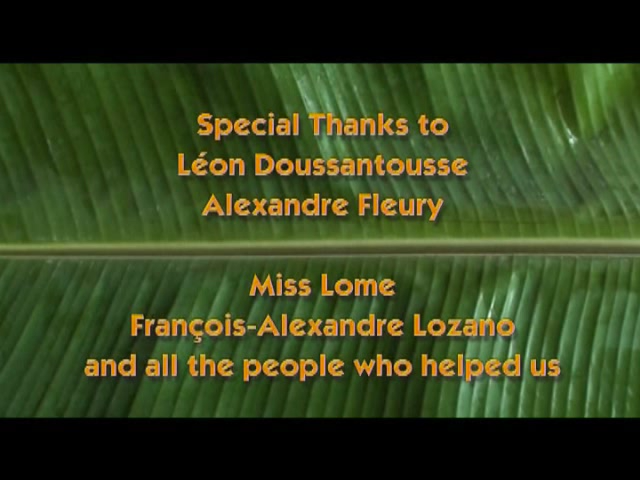 Special Thanks to
Léon Doussantousse
Alexandre Fleury
Miss Lome
François-Alexandre Lozano
and all the people who helped us